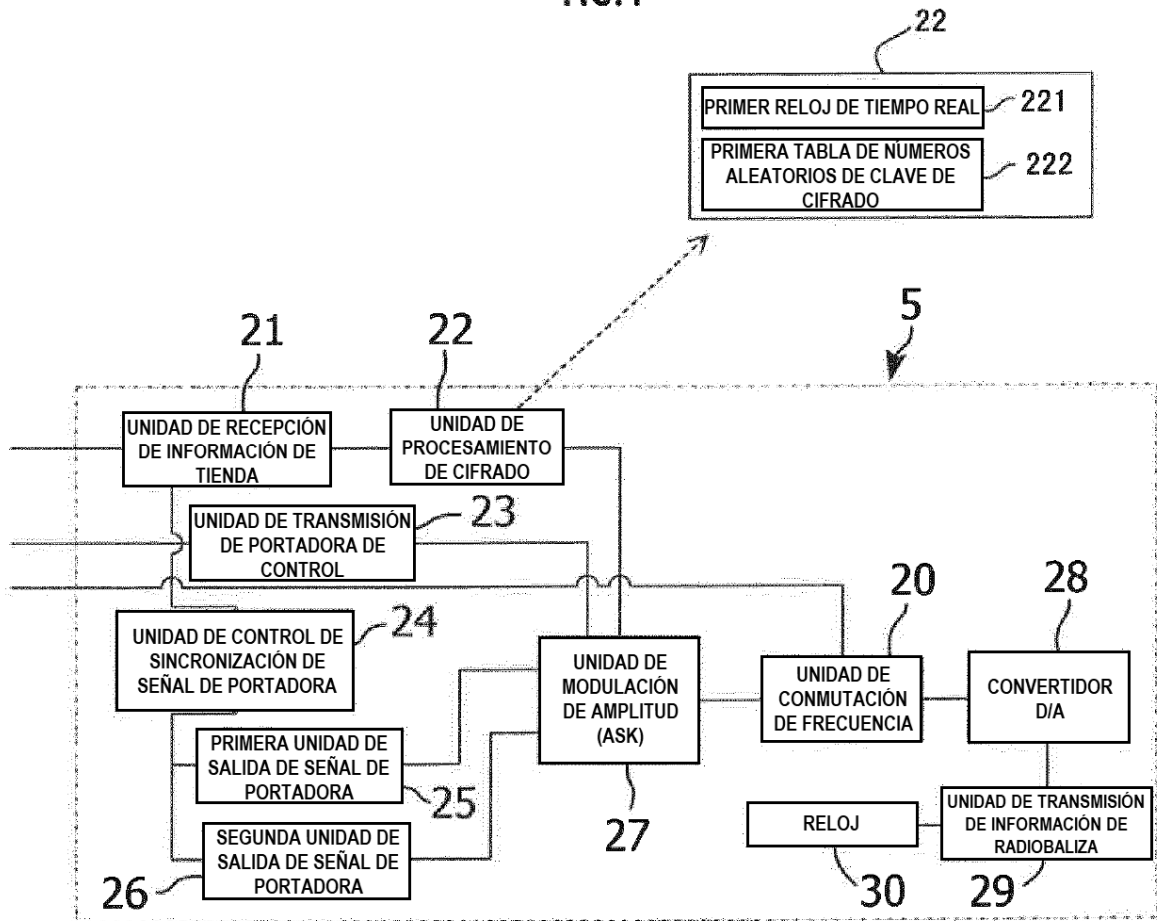 22
PRIMER RELOJ DE TIEMPO REAL
221
PRIMERA TABLA DE NÚMEROS
ALEATORIOS DE CLAVE DE
CIFRADO
222
5
21
22
UNIDAD DE RECEPCIÓN
DE INFORMACIÓN DE
TIENDA
UNIDAD DE
PROCESAMIENTO
DE CIFRADO
UNIDAD DE TRANSMISIÓN
DE PORTADORA DE
CONTROL
23
UNIDAD DE CONTROL DE
SINCRONIZACIÓN DE
SEÑAL DE PORTADORA
24
PRIMERA UNIDAD DE
SALIDA DE SEÑAL DE
PORTADORA
25
SEGUNDA UNIDAD DE
SALIDA DE SEÑAL DE
PORTADORA
26
UNIDAD DE
MODULACIÓN
DE AMPLITUD
(ASK)
27
20
UNIDAD DE
CONMUTACIÓN
DE FRECUENCIA
28
CONVERTIDOR
D/A
RELOJ
30
UNIDAD DE TRANSMISIÓN
DE INFORMACIÓN DE
RADIOBALIZA
29